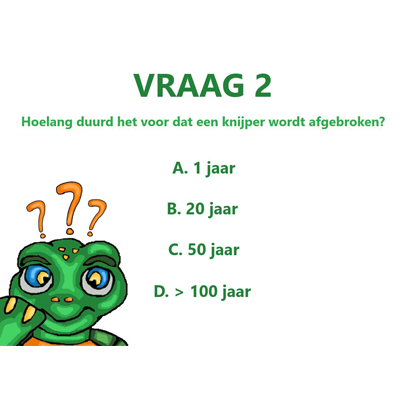 VRAAG 2
Hoelang duurd het voor dat een knijper wordt afgebroken?
A. 1 jaar
B. 20 jaar
C. 50 jaar
D. > 100 jaar
???